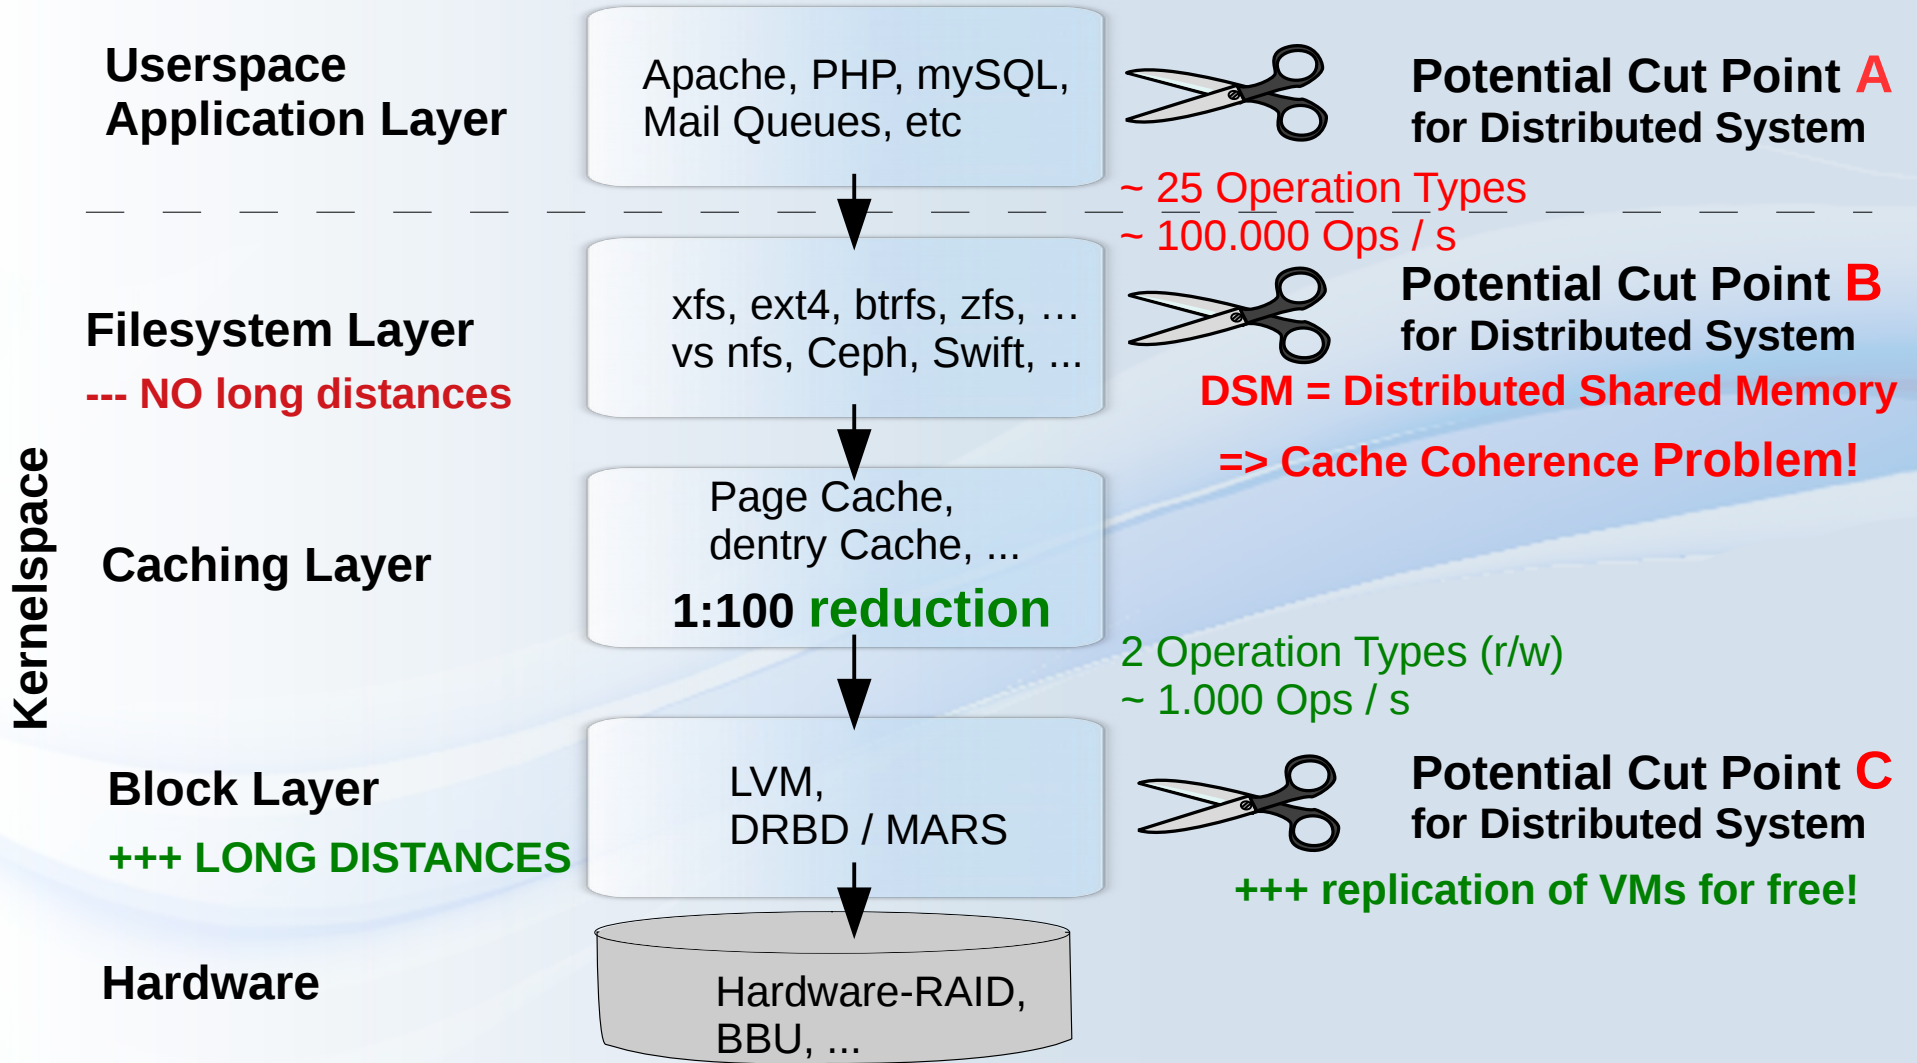 Userspace
Application Layer
Apache, PHP, mySQL,
Mail Queues, etc
Potential Cut Point A
for Distributed System
~ 25 Operation Types
~ 100.000 Ops / s
Kernelspace
Filesystem Layer
--- NO long distances
xfs, ext4, btrfs, zfs, …
vs nfs, Ceph, Swift, ...
Potential Cut Point B
for Distributed System
DSM = Distributed Shared Memory
=> Cache Coherence Problem!
Caching Layer
Page Cache,
dentry Cache, ...
1:100 reduction
2 Operation Types (r/w)
~ 1.000 Ops / s
Block Layer
+++ LONG DISTANCES
LVM,
DRBD / MARS
Potential Cut Point C
for Distributed System
+++ replication of VMs for free!
Hardware
Hardware-RAID,
BBU, ...